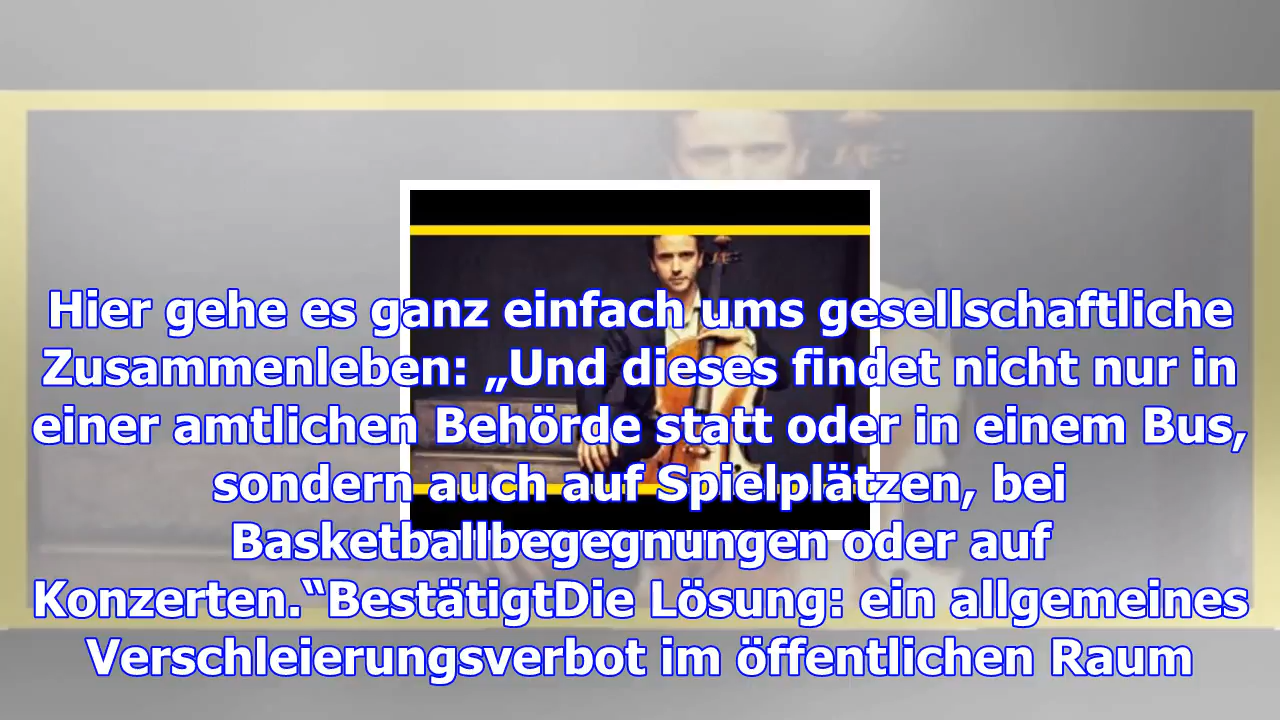 Hier gehe es ganz einfach ums gesellschaftliche
Zusammenleben: „Und dieses findet nicht nur in
einer amtlichen Behörde statt oder in einem Bus,
sondern auch auf Spielplätzen, bei
Basketballbegegnungen oder auf
Konzerten.“BestätigtDie Lösung: ein allgemeines
Verschleierungsverbot im öffentlichen Raum